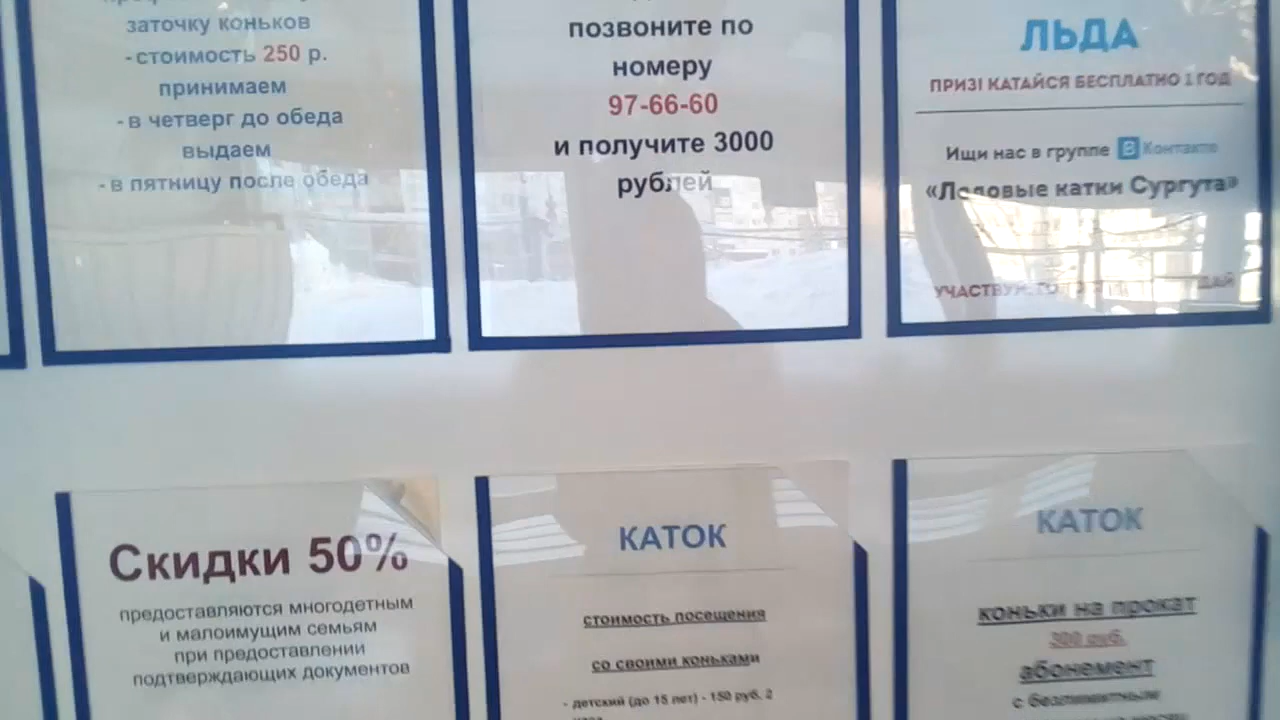 заточку коньков
- стоимость 250 р.
принимаем
- в четверг до обеда
выдаем
- в пятницу после обеда
позвоните по
номеру
97-66-60
и получите 3000
рублей
ЛЬДА
ПРИЗ! КАТАЙСЯ БЕСПЛАТНО 1 ГОД
Ищи нас в группе В Контакте
«Ледовые катки Сургута»
Скидки 50%
предоставляются многодетным
и малоимущим семьям
при предоставлении
подтверждающих документов
КАТОК
стоимость посещения
со своими коньками
- детский (до 15 лет) - 150 руб. 2
КАТОК
коньки на прокат
300 руб.
абонемент
с безлимитным